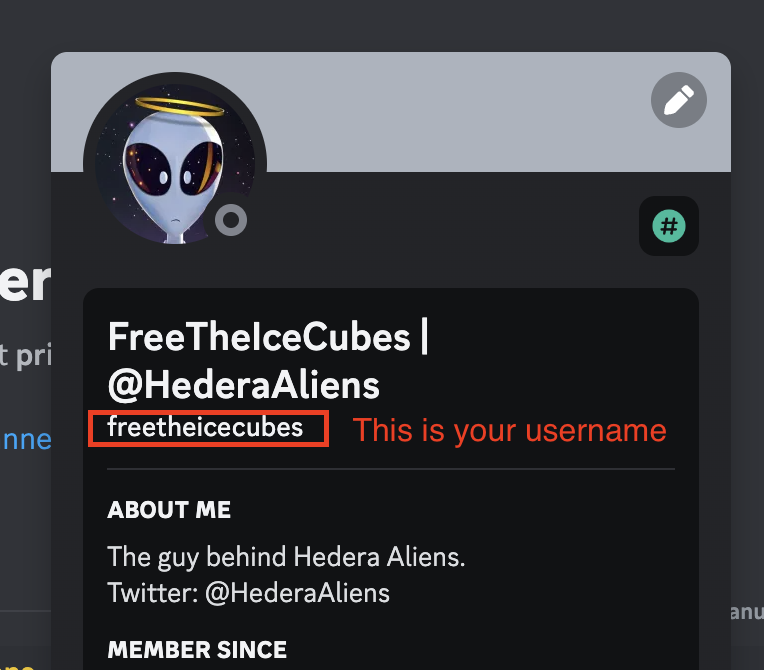 er
t pri
nne
#
FreeTheIceCubes |
@HederaAliens
freetheicecubes
This is your username
ABOUT ME
The guy behind Hedera Aliens.
Twitter: @HederaAliens
anu
MEMBER SINCE